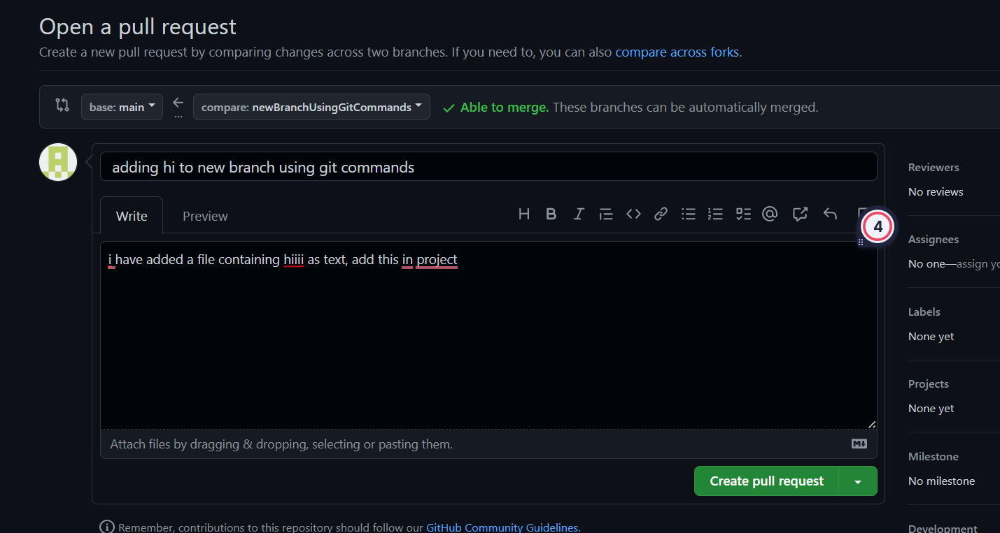 Open a pull request
Create a new pull request by comparing changes across two branches. If you need to, you can also compare across forks.
base: main
...
compare: newBranchUsingGitCommands
Able to merge. These branches can be automatically merged.
adding hi to new branch using git commands
Write
Preview
H B I
4
i have added a file containing hiiii as text, add this in project
Attach files by dragging & dropping, selecting or pasting them.
M
Create pull request
Remember, contributions to this repository should follow our GitHub Community Guidelines.
Reviewers
No reviews
Assignees
No one—assign yo
Labels
None yet
Projects
None yet
Milestone
No milestone
Development